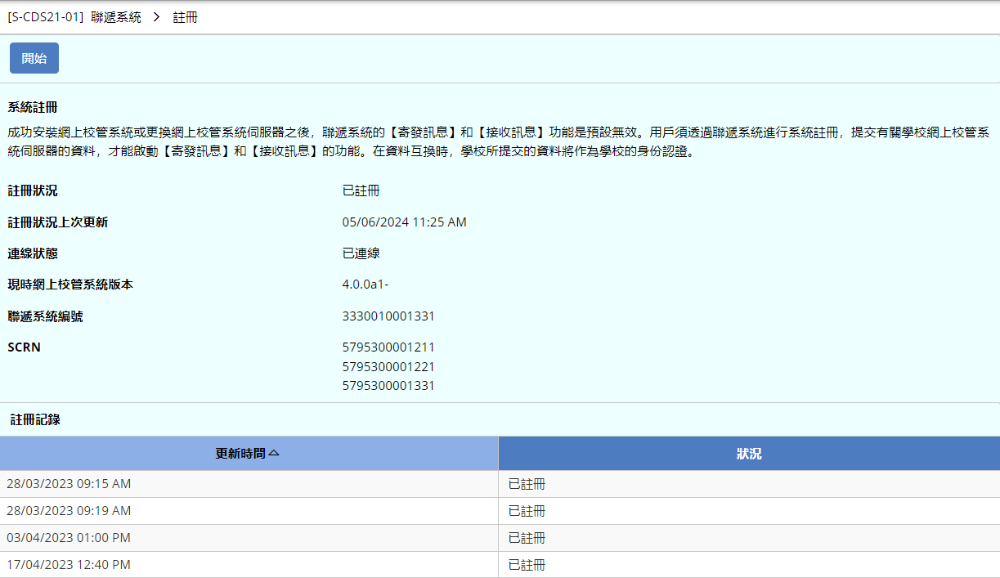 [S-CDS21-01] 聯遞系統 > 註冊
開始
系統註冊
成功安裝網上校管系統或更換網上校管系統伺服器之後，聯遞系統的【寄發訊息】和【接收訊息】功能是預設無效。用戶須透過聯遞系統進行系統註冊，提交有關學校網上校管系
統伺服器的資料，才能啟動【寄發訊息】和【接收訊息】的功能。在資料互換時，學校所提交的資料將作為學校的身份認證。
註冊狀況 已註冊
註冊狀況上次更新 05/06/2024 11:25 AM
連線狀態 已連線
現時網上校管系統版本 4.0.0a1-
聯遞系統編號 3330010001331
SCRN 5795300001211
5795300001221
5795300001331
註冊記錄
更新時間 狀況
28/03/2023 09:15 AM 已註冊
28/03/2023 09:19 AM 已註冊
03/04/2023 01:00 PM 已註冊
17/04/2023 12:40 PM 已註冊